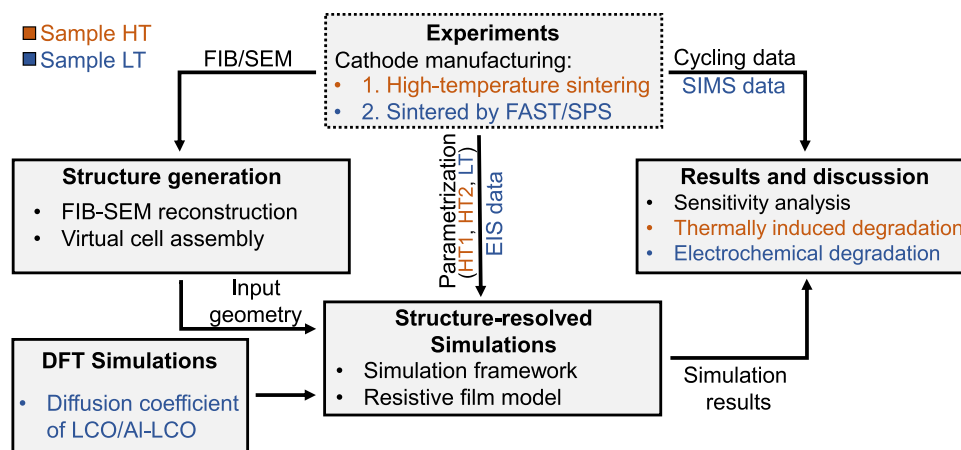 Sample HT
Sample LT
FIB/SEM
Experiments
Cathode manufacturing:
• 1. High-temperature sintering
• 2. Sintered by FAST/SPS
Cycling data
SIMS data
Structure generation
• FIB-SEM reconstruction
• Virtual cell assembly
Parametrization
(HT1, HT2, LT)
EIS data
Results and discussion
• Sensitivity analysis
• Thermally induced degradation
• Electrochemical degradation
Input
geometry
Structure-resolved
Simulations
• Simulation framework
• Resistive film model
DFT Simulations
• Diffusion coefficient
of LCO/Al-LCO
Simulation
results